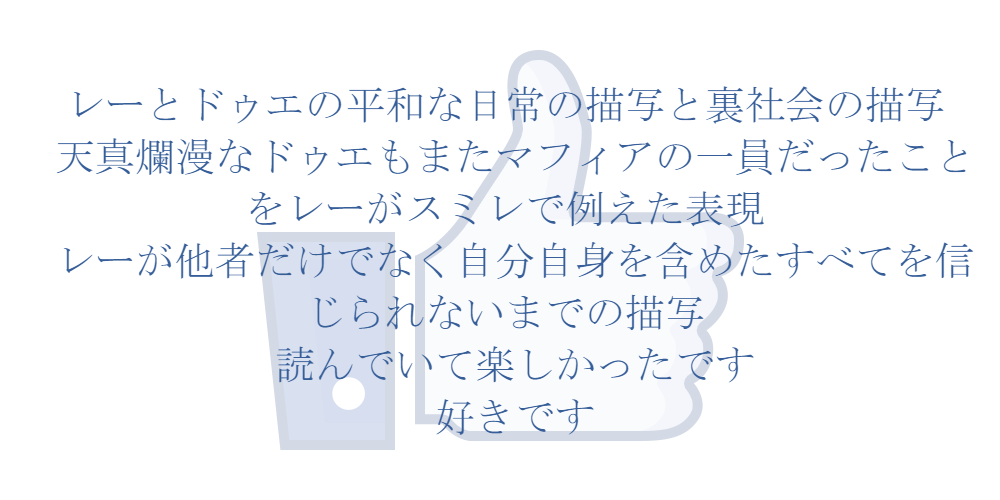 レーとドゥエの平和な日常の描写と裏社会の描写
天真爛漫なドゥエもまたマフィアの一員だったこと
をレーがスミレで例えた表現
レーが他者だけでなく自分自身を含めたすべてを信
じられないまでの描写
読んでいて楽しかったです
好きです